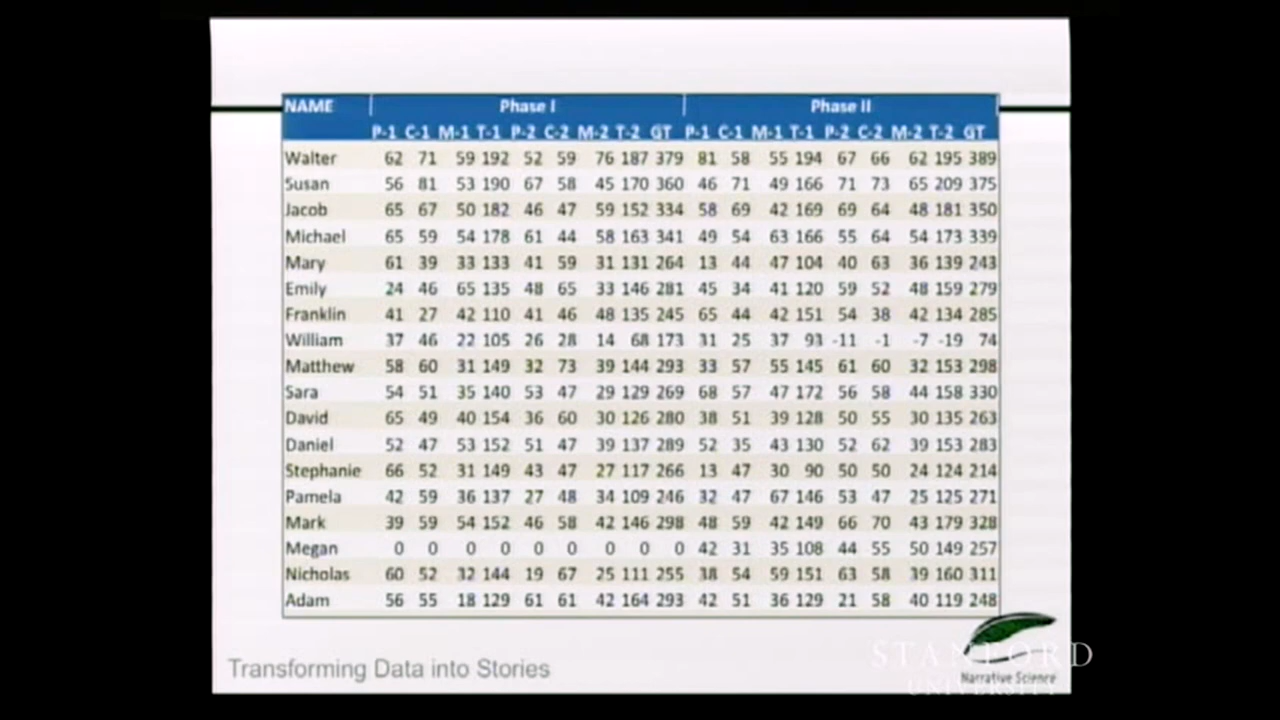 NAME Phase I Phase II
P-1 C-1 M-1 T-1 P-2 C-2 M-2 T-2 GT P-1 C-1 M-1 T-1 P-2 C-2 M-2 T-2 GT
Walter 62 71 59 192 52 59 76 187 379 81 58 55 194 67 66 62 195 389
Susan 56 81 53 190 67 58 45 170 360 46 71 49 166 71 73 65 209 375
Jacob 65 67 50 182 46 47 59 152 334 58 69 42 169 69 64 48 181 350
Michael 65 59 54 178 61 44 58 163 341 49 54 63 166 55 64 54 173 339
Mary 61 39 33 133 41 59 31 131 264 13 44 47 104 40 63 36 139 243
Emily 24 46 65 135 48 65 33 146 281 45 34 41 120 59 52 48 159 279
Franklin 41 27 42 110 41 46 48 135 245 65 44 42 151 54 38 42 134 285
William 37 46 22 105 26 28 14 68 173 31 25 37 93 -11 -1 -7 -19 74
Matthew 58 60 31 149 32 73 39 144 293 33 57 55 145 61 60 32 153 298
Sara 54 51 35 140 53 47 29 129 269 68 57 47 172 56 58 44 158 330
David 65 49 40 154 36 60 30 126 280 38 51 39 128 50 55 30 135 263
Daniel 52 47 53 152 51 47 39 137 289 52 35 43 130 52 62 39 153 283
Stephanie 66 52 31 149 43 47 27 117 266 13 47 30 90 50 50 24 124 214
Pamela 42 59 36 137 27 48 34 109 246 32 47 67 146 53 47 25 125 271
Mark 39 59 54 152 46 58 42 146 298 48 59 42 149 66 70 43 179 328
Megan 0 0 0 0 0 0 0 0 0 42 31 35 108 44 55 50 149 257
Nicholas 60 52 32 144 19 67 25 111 255 38 54 59 151 63 58 39 160 311
Adam 56 55 18 129 61 61 42 164 293 42 51 36 129 21 58 40 119 248
Transforming Data into Stories
STANFORD
Narrative Science
UNIVERSITY